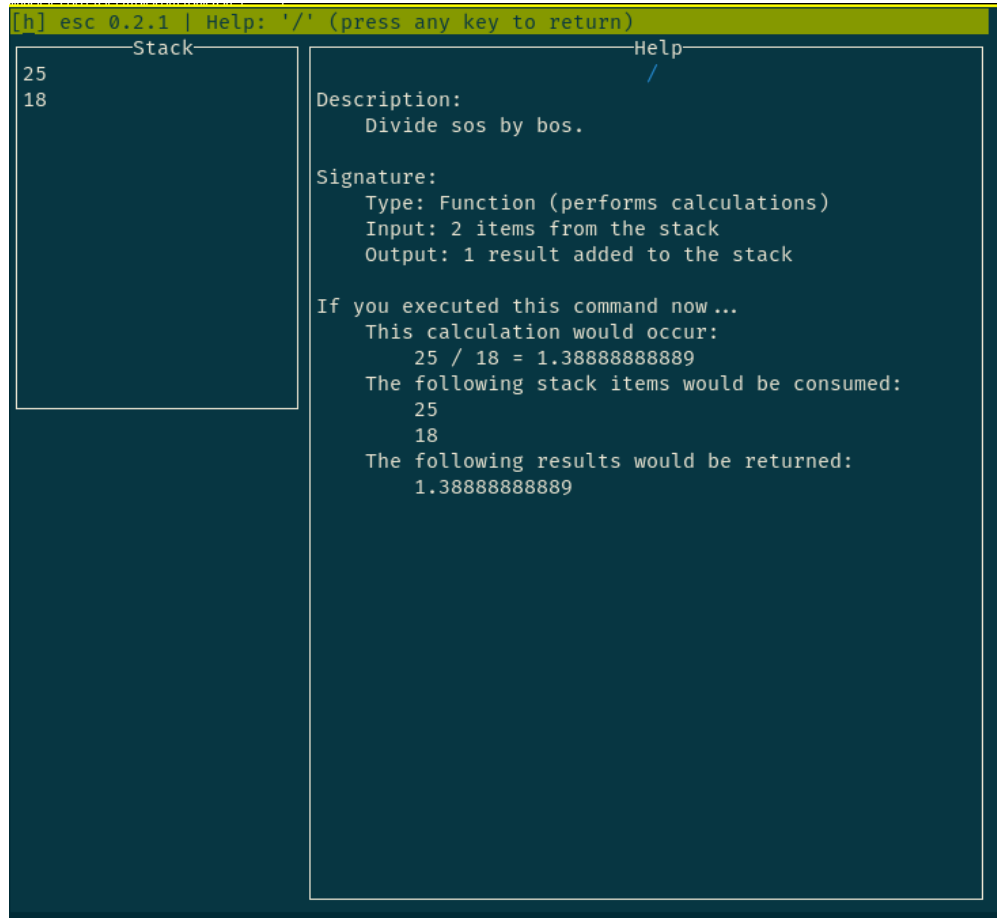 [h] esc 0.2.1 | Help: '/' (press any key to return)
Stack
25
18
Help
/
Description:
Divide sos by bos.
Signature:
Type: Function (performs calculations)
Input: 2 items from the stack
Output: 1 result added to the stack
If you executed this command now...
This calculation would occur:
25 / 18 = 1.38888888889
The following stack items would be consumed:
25
18
The following results would be returned:
1.38888888889